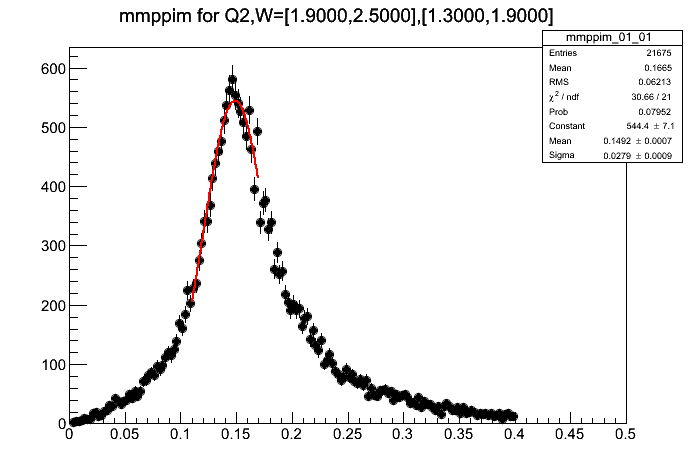 mmppim for Q2,W=[1.9000,2.5000],[1.3000,1.9000]
mmppim_01_01
Entries 21675
Mean 0.1665
RMS 0.06213
χ² / ndf 30.66 / 21
Prob 0.07952
Constant 544.4 ± 7.1
Mean 0.1492 ± 0.0007
Sigma 0.0279 ± 0.0009
600
500
400
300
200
100
0
0 0.05 0.1 0.15 0.2 0.25 0.3 0.35 0.4 0.45 0.5